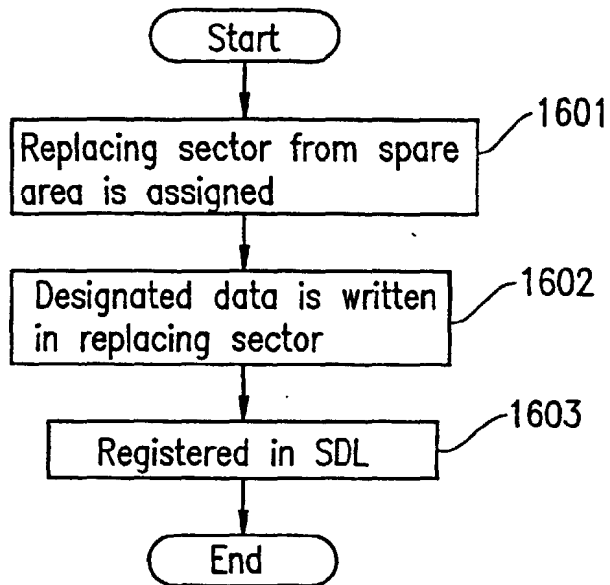 Start
1601
Replacing sector from spare
area is assigned
1602
Designated data is written
in replacing sector
1603
Registered in SDL
End